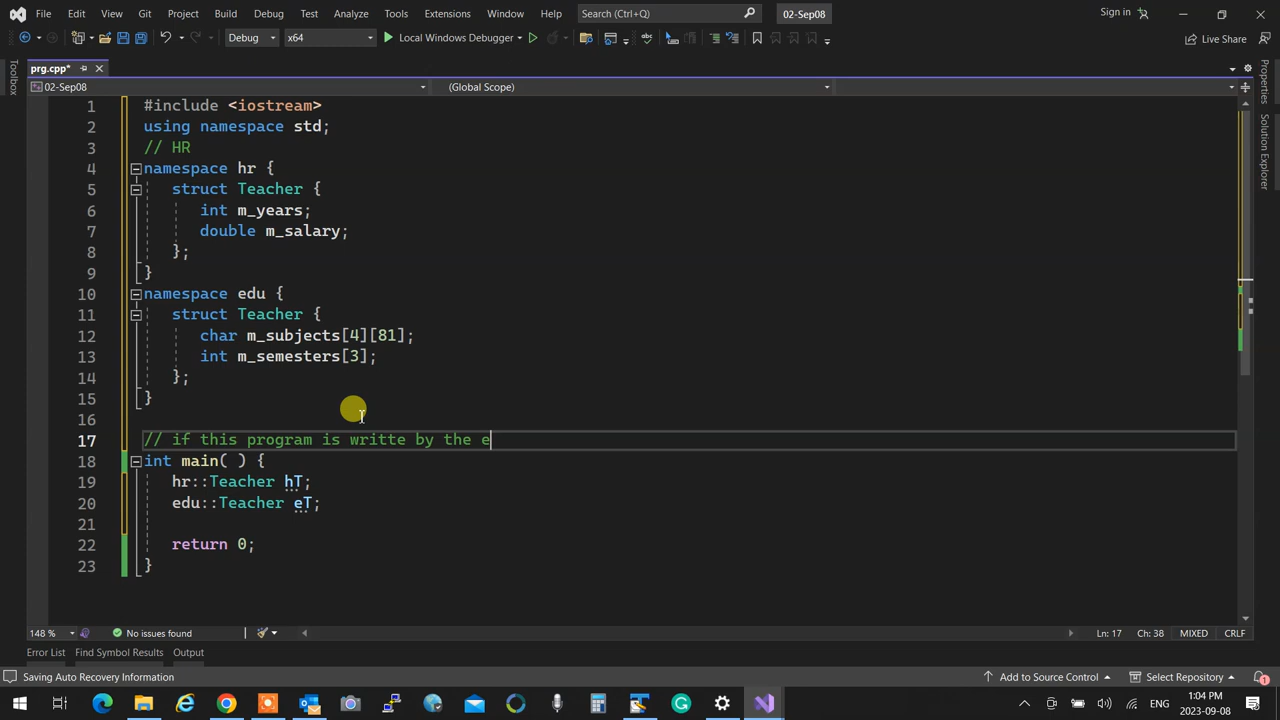 File Edit View Git Project Build Debug Test Analyze Tools Extensions Window Help Search (Ctrl+Q) 02-Sep08 Sign in
Debug x64 Local Windows Debugger Live Share
prg.cpp*
02-Sep08 (Global Scope)
Toolbox
Properties
Solution Explorer
1 #include <iostream>
2 using namespace std;
3 // HR
4 namespace hr {
5 struct Teacher {
6 int m_years;
7 double m_salary;
8 };
9 }
10 namespace edu {
11 struct Teacher {
12 char m_subjects[4][81];
13 int m_semesters[3];
14 };
15 }
16
17 // if this program is writte by the e
18 int main( ) {
19 hr::Teacher hT;
20 edu::Teacher eT;
21
22 return 0;
23 }
148 % No issues found Ln: 17 Ch: 38 MIXED CRLF
Error List Find Symbol Results Output
Saving Auto Recovery Information Add to Source Control Select Repository 1
ENG 1:04 PM
2023-09-08 3